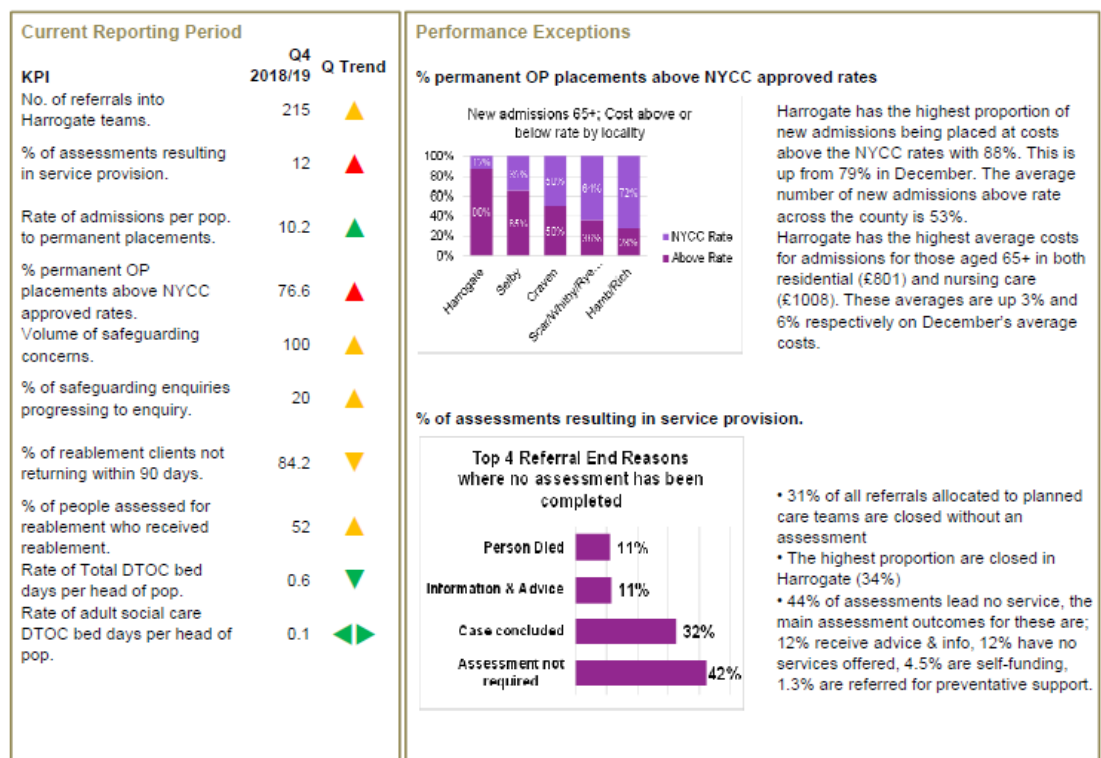 Current Reporting Period
KPI
Q4
2018/19
Q Trend
No. of referrals into
Harrogate teams.
215
% of assessments resulting
in service provision.
12
Rate of admissions per pop.
to permanent placements.
10.2
% permanent OP
placements above NYCC
approved rates.
76.6
Volume of safeguarding
concerns.
100
% of safeguarding enquiries
progressing to enquiry.
20
% of reablement clients not
returning within 90 days.
84.2
% of people assessed for
reablement who received
reablement.
52
Rate of Total DTOC bed
days per head of pop.
0.6
Rate of adult social care
DTOC bed days per head of
pop.
0.1
Performance Exceptions
% permanent OP placements above NYCC approved rates
New admissions 65+; Cost above or
below rate by locality
100%
80%
60%
40%
20%
0%
12%
35%
50%
64%
72%
88%
65%
50%
36%
28%
NYCC Rate
Above Rate
Harrogate
Selby
Craven
Scar/Whitby/Rye...
Hamb/Rich
Harrogate has the highest proportion of
new admissions being placed at costs
above the NYCC rates with 88%. This is
up from 79% in December. The average
number of new admissions above rate
across the county is 53%.
Harrogate has the highest average costs
for admissions for those aged 65+ in both
residential (£801) and nursing care
(£1008). These averages are up 3% and
6% respectively on December's average
costs.
% of assessments resulting in service provision.
Top 4 Referral End Reasons
where no assessment has been
completed
Person Died
11%
Information & Advice
11%
Case concluded
32%
Assessment not
required
42%
• 31% of all referrals allocated to planned
care teams are closed without an
assessment
• The highest proportion are closed in
Harrogate (34%)
• 44% of assessments lead no service, the
main assessment outcomes for these are;
12% receive advice & info, 12% have no
services offered, 4.5% are self-funding,
1.3% are referred for preventative support.